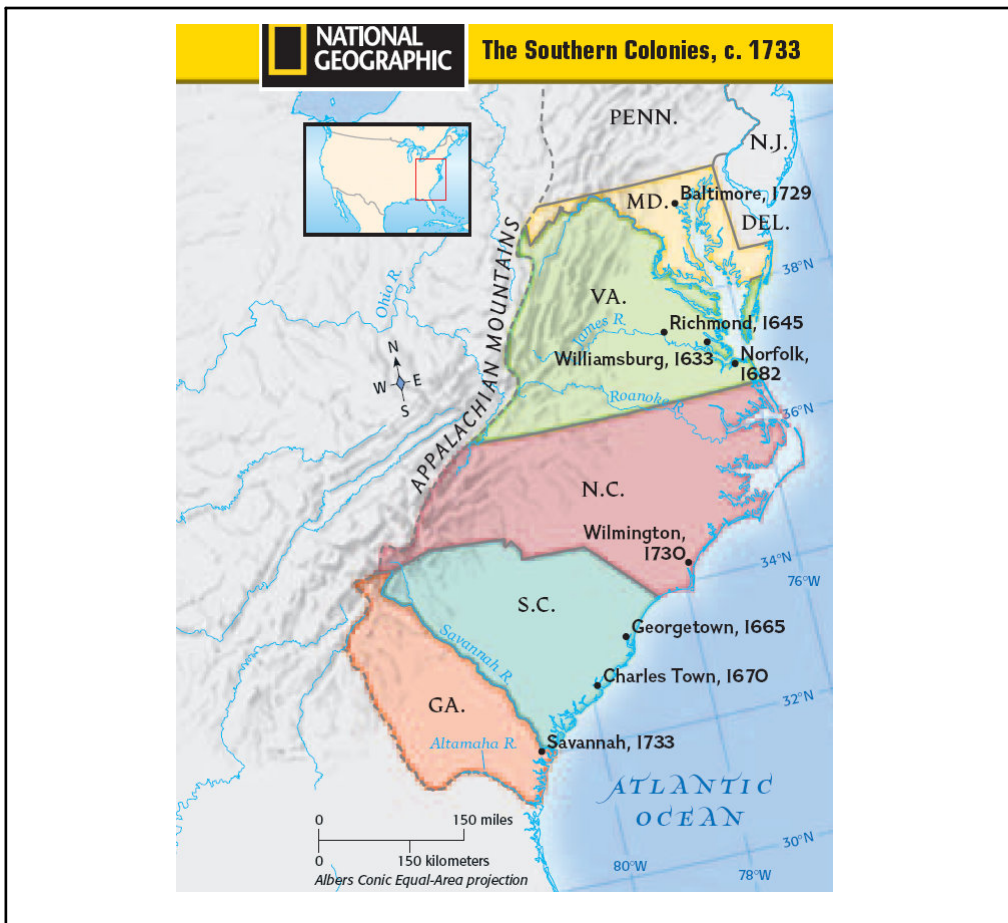 NATIONAL
GEOGRAPHIC
The Southern Colonies, c. 1733
PENN.
N.J.
MD.
Baltimore, 1729
DEL.
38°N
Ohio R.
APPALACHIAN MOUNTAINS
VA.
James R.
Richmond, 1645
Williamsburg, 1633
Norfolk,
1682
N
W
E
S
Roanoke R.
36°N
N.C.
Wilmington,
1730
34°N
76°W
S.C.
Georgetown, 1665
Savannah R.
Charles Town, 1670
32°N
GA.
Altamaha R.
Savannah, 1733
ATLANTIC
OCEAN
0
150 miles
0
150 kilometers
Albers Conic Equal-Area projection
30°N
80°W
78°W